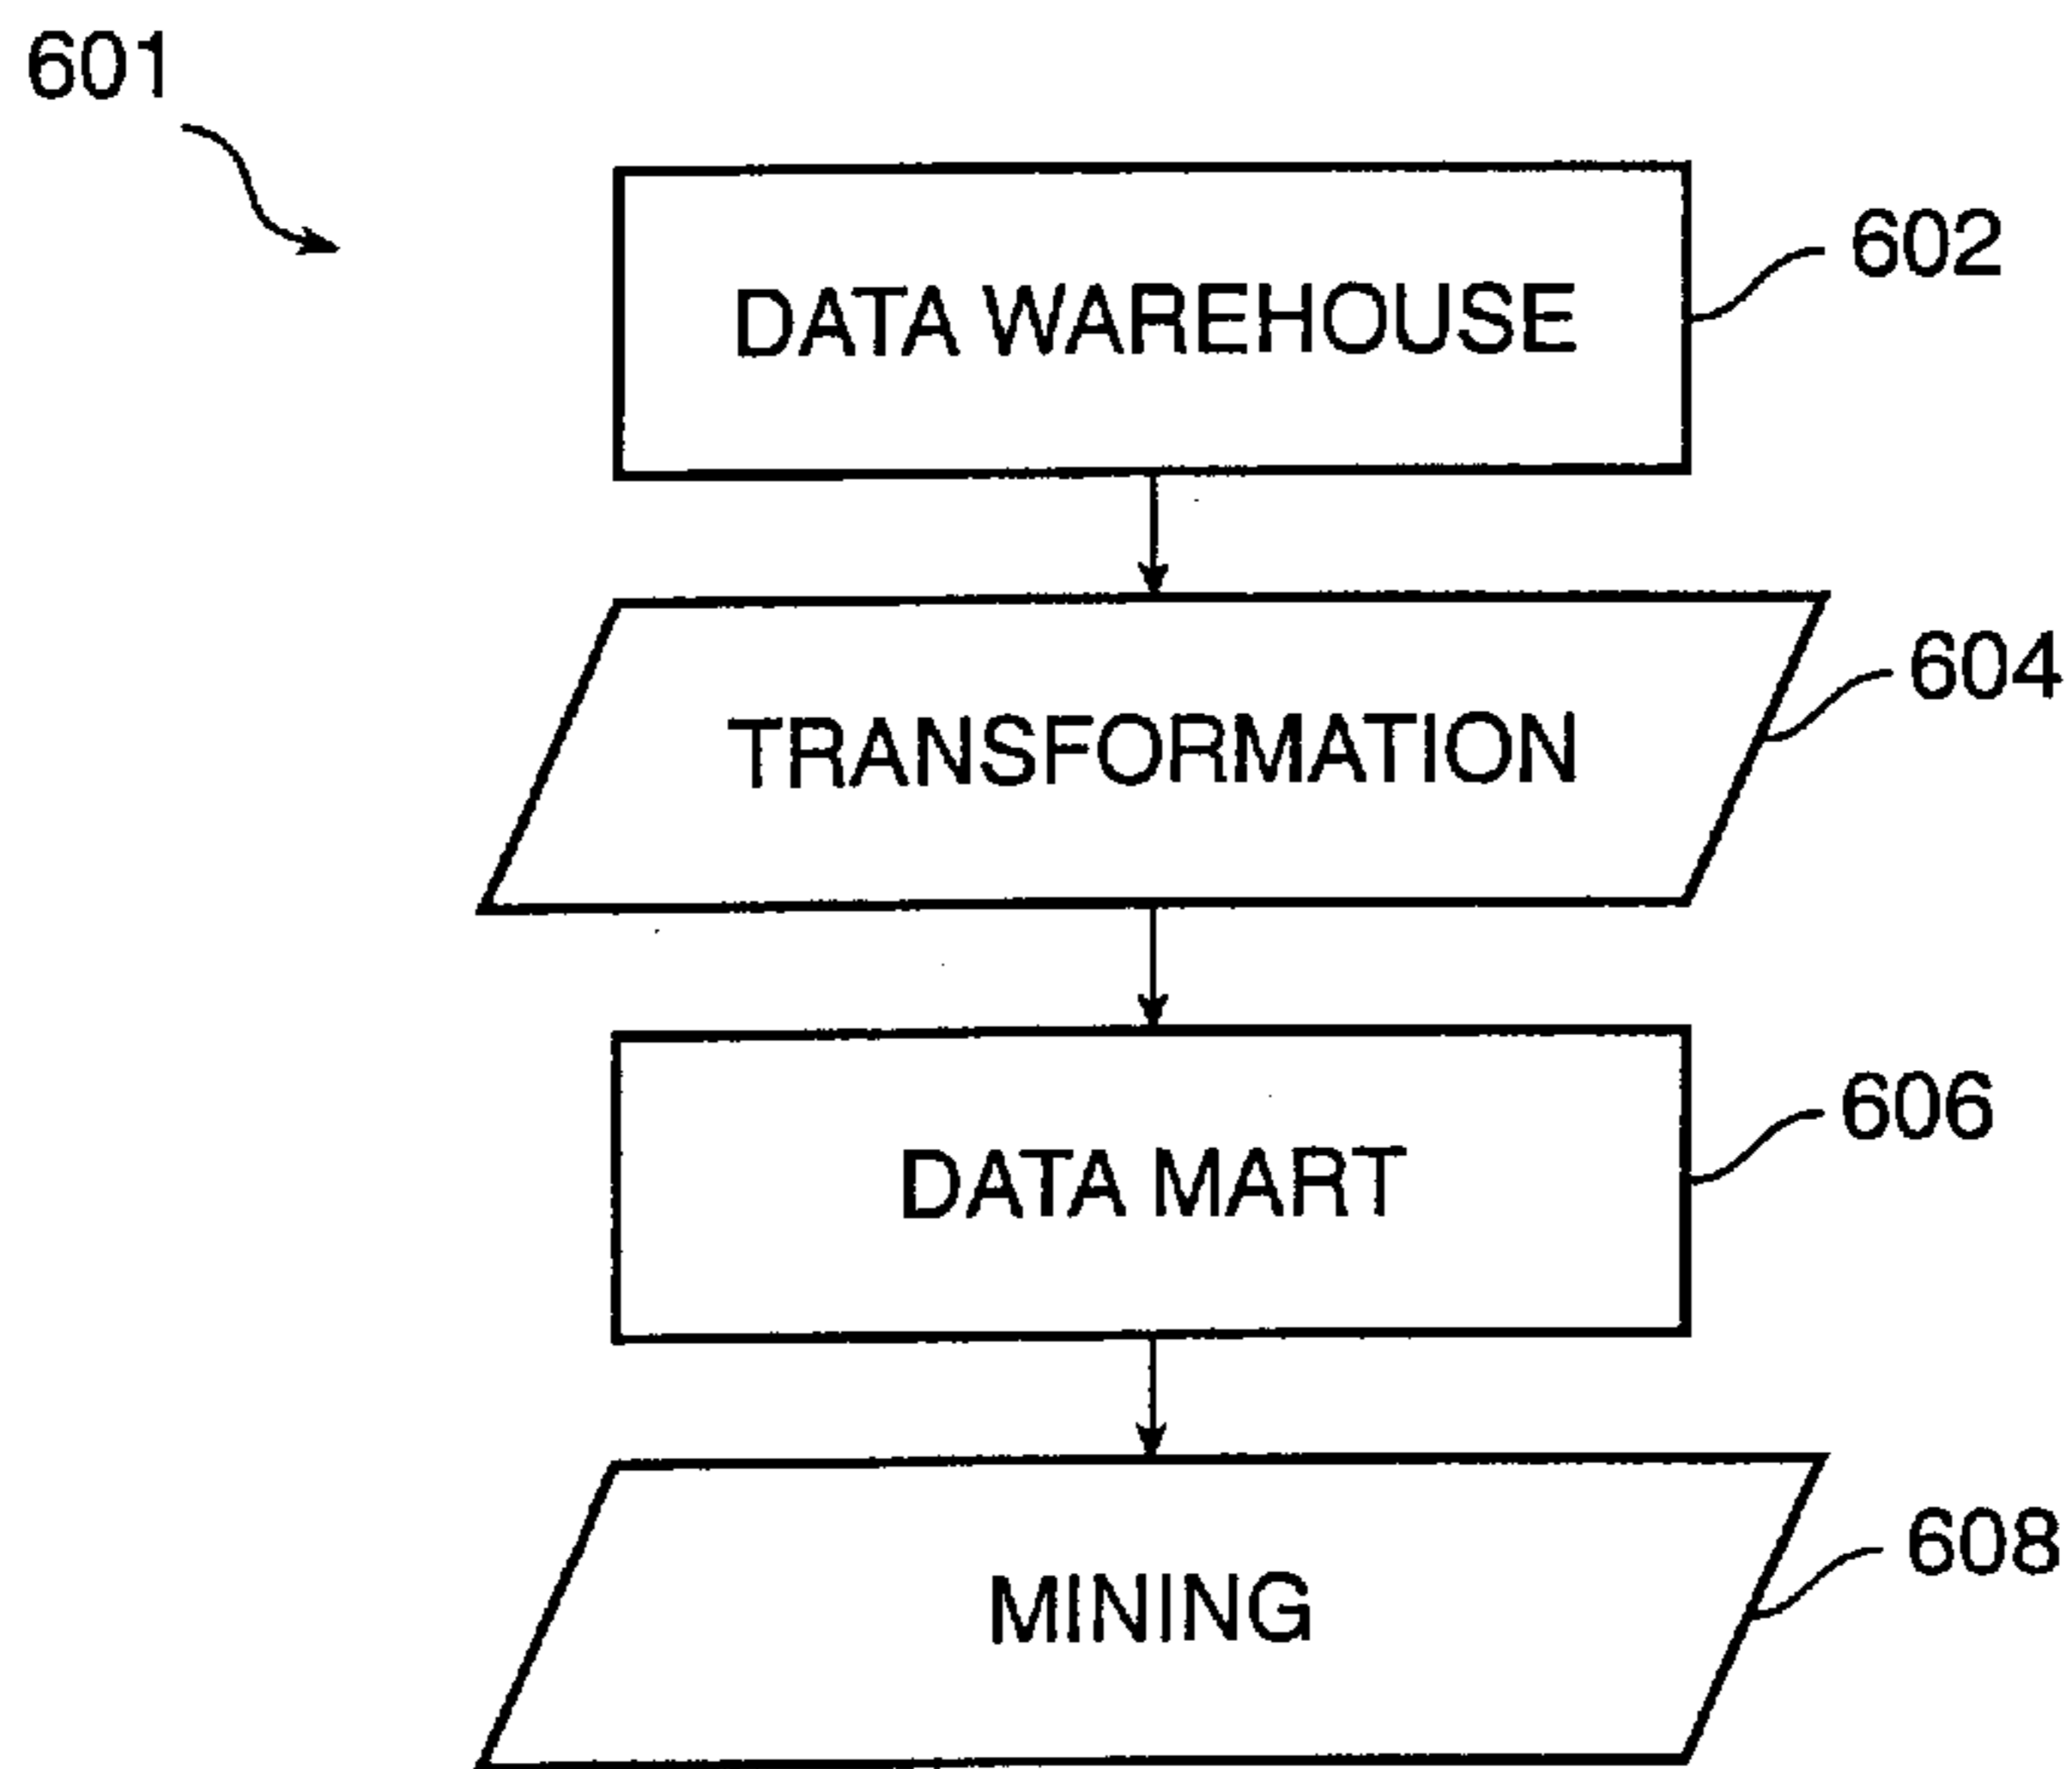 601
DATA WAREHOUSE
602
TRANSFORMATION
604
DATA MART
606
MINING
608